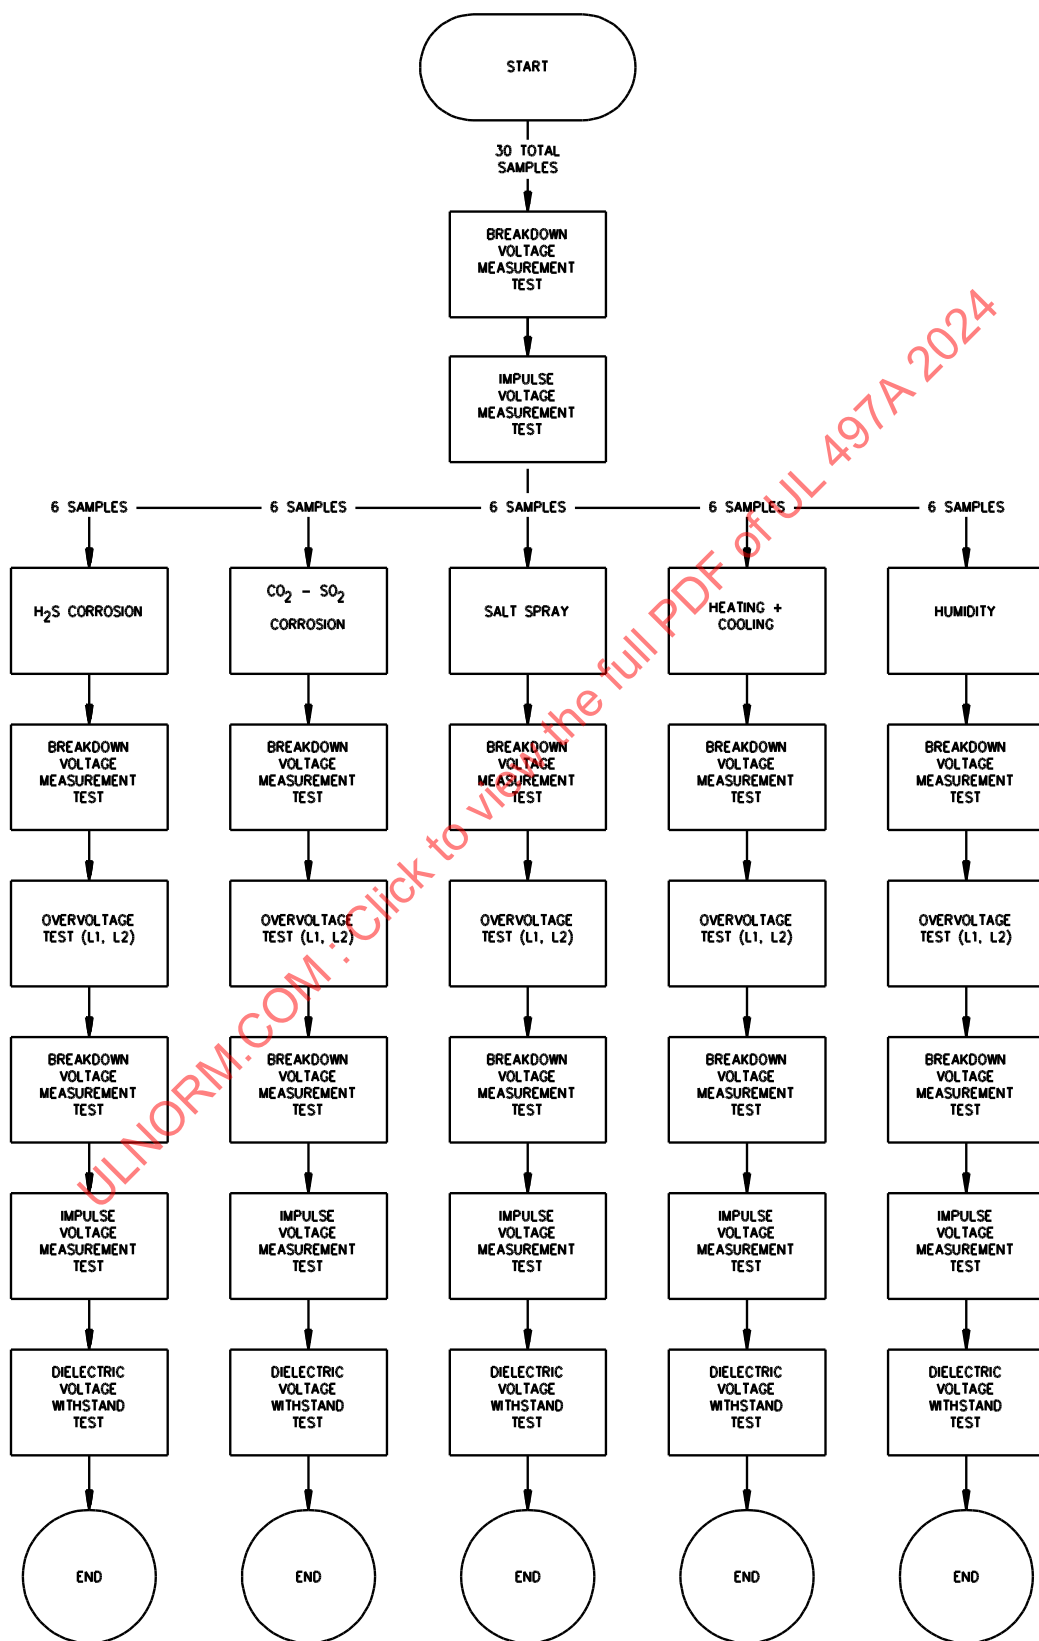 START
30 TOTAL
SAMPLES
BREAKDOWN
VOLTAGE
MEASUREMENT
TEST
IMPULSE
VOLTAGE
MEASUREMENT
TEST
6 SAMPLES
6 SAMPLES
6 SAMPLES
6 SAMPLES
6 SAMPLES
H₂S CORROSION
CO₂ - SO₂
CORROSION
SALT SPRAY
HEATING +
COOLING
HUMIDITY
BREAKDOWN
VOLTAGE
MEASUREMENT
TEST
BREAKDOWN
VOLTAGE
MEASUREMENT
TEST
BREAKDOWN
VOLTAGE
MEASUREMENT
TEST
BREAKDOWN
VOLTAGE
MEASUREMENT
TEST
BREAKDOWN
VOLTAGE
MEASUREMENT
TEST
OVERVOLTAGE
TEST (L1, L2)
OVERVOLTAGE
TEST (L1, L2)
OVERVOLTAGE
TEST (L1, L2)
OVERVOLTAGE
TEST (L1, L2)
OVERVOLTAGE
TEST (L1, L2)
BREAKDOWN
VOLTAGE
MEASUREMENT
TEST
BREAKDOWN
VOLTAGE
MEASUREMENT
TEST
BREAKDOWN
VOLTAGE
MEASUREMENT
TEST
BREAKDOWN
VOLTAGE
MEASUREMENT
TEST
BREAKDOWN
VOLTAGE
MEASUREMENT
TEST
IMPULSE
VOLTAGE
MEASUREMENT
TEST
IMPULSE
VOLTAGE
MEASUREMENT
TEST
IMPULSE
VOLTAGE
MEASUREMENT
TEST
IMPULSE
VOLTAGE
MEASUREMENT
TEST
IMPULSE
VOLTAGE
MEASUREMENT
TEST
DIELECTRIC
VOLTAGE
WITHSTAND
TEST
DIELECTRIC
VOLTAGE
WITHSTAND
TEST
DIELECTRIC
VOLTAGE
WITHSTAND
TEST
DIELECTRIC
VOLTAGE
WITHSTAND
TEST
DIELECTRIC
VOLTAGE
WITHSTAND
TEST
END
END
END
END
END
ULNORM.COM : Click to view the full PDF of UL 497A 2024